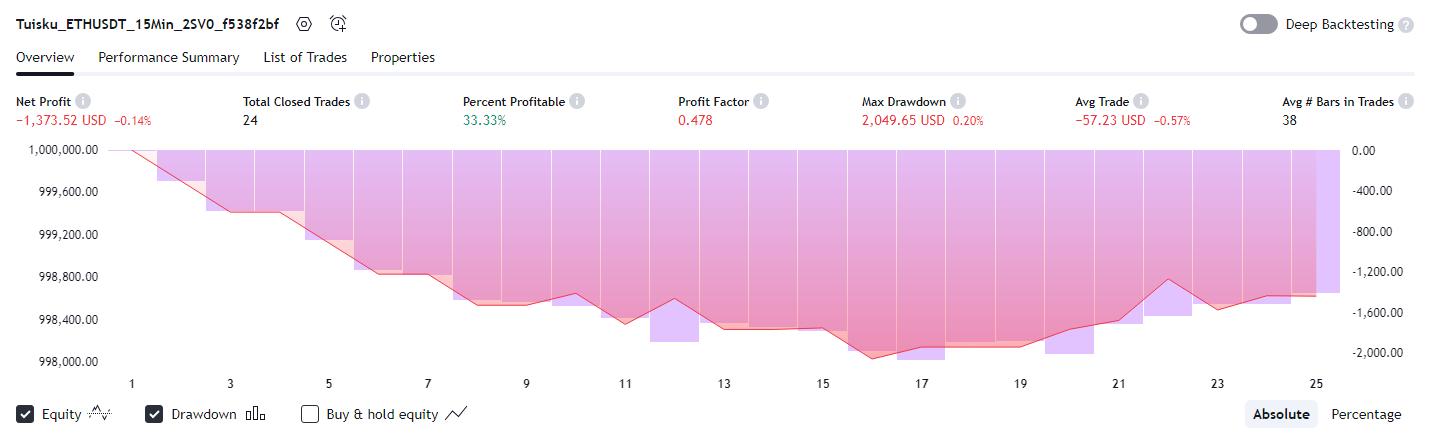 Tuisku_ETHUSDT_15Min_2SV0_f538f2bf Deep Backtesting ?
Overview Performance Summary List of Trades Properties
Net Profit i Total Closed Trades i Percent Profitable i Profit Factor i Max Drawdown i Avg Trade i Avg # Bars in Trades i
−1,373.52 USD −0.14% 24 33.33% 0.478 2,049.65 USD 0.20% −57.23 USD −0.57% 38
1,000,000.00 0.00
999,600.00 -400.00
999,200.00 -800.00
998,800.00 -1,200.00
998,400.00 -1,600.00
998,000.00 -2,000.00
1 3 5 7 9 11 13 15 17 19 21 23 25
Equity Drawdown Buy & hold equity Absolute Percentage